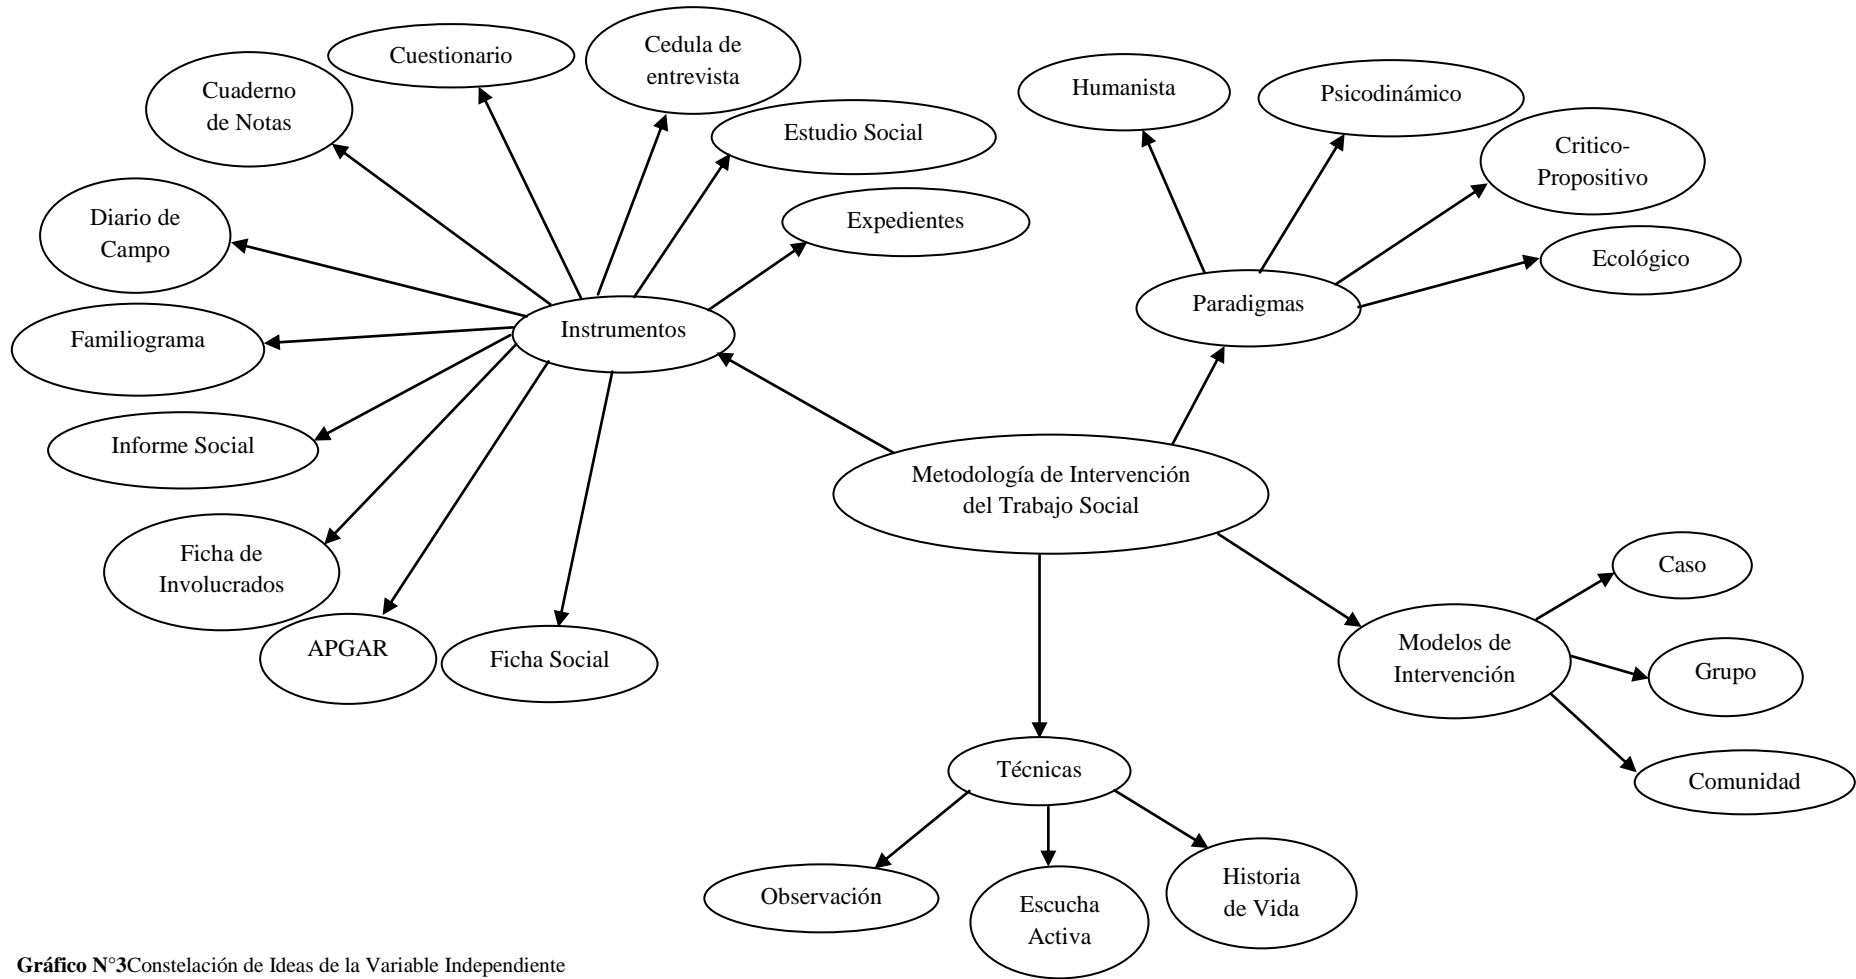 Cuestionario
Cedula de
entrevista
Cuaderno
de Notas
Estudio Social
Diario de
Campo
Expedientes
Familiograma
Instrumentos
Informe Social
Ficha de
Involucrados
APGAR
Ficha Social
Humanista
Psicodinámico
Critico-
Propositivo
Ecológico
Paradigmas
Metodología de Intervención
del Trabajo Social
Caso
Modelos de
Intervención
Grupo
Comunidad
Técnicas
Observación
Escucha
Activa
Historia
de Vida
Gráfico N°3Constelación de Ideas de la Variable Independiente